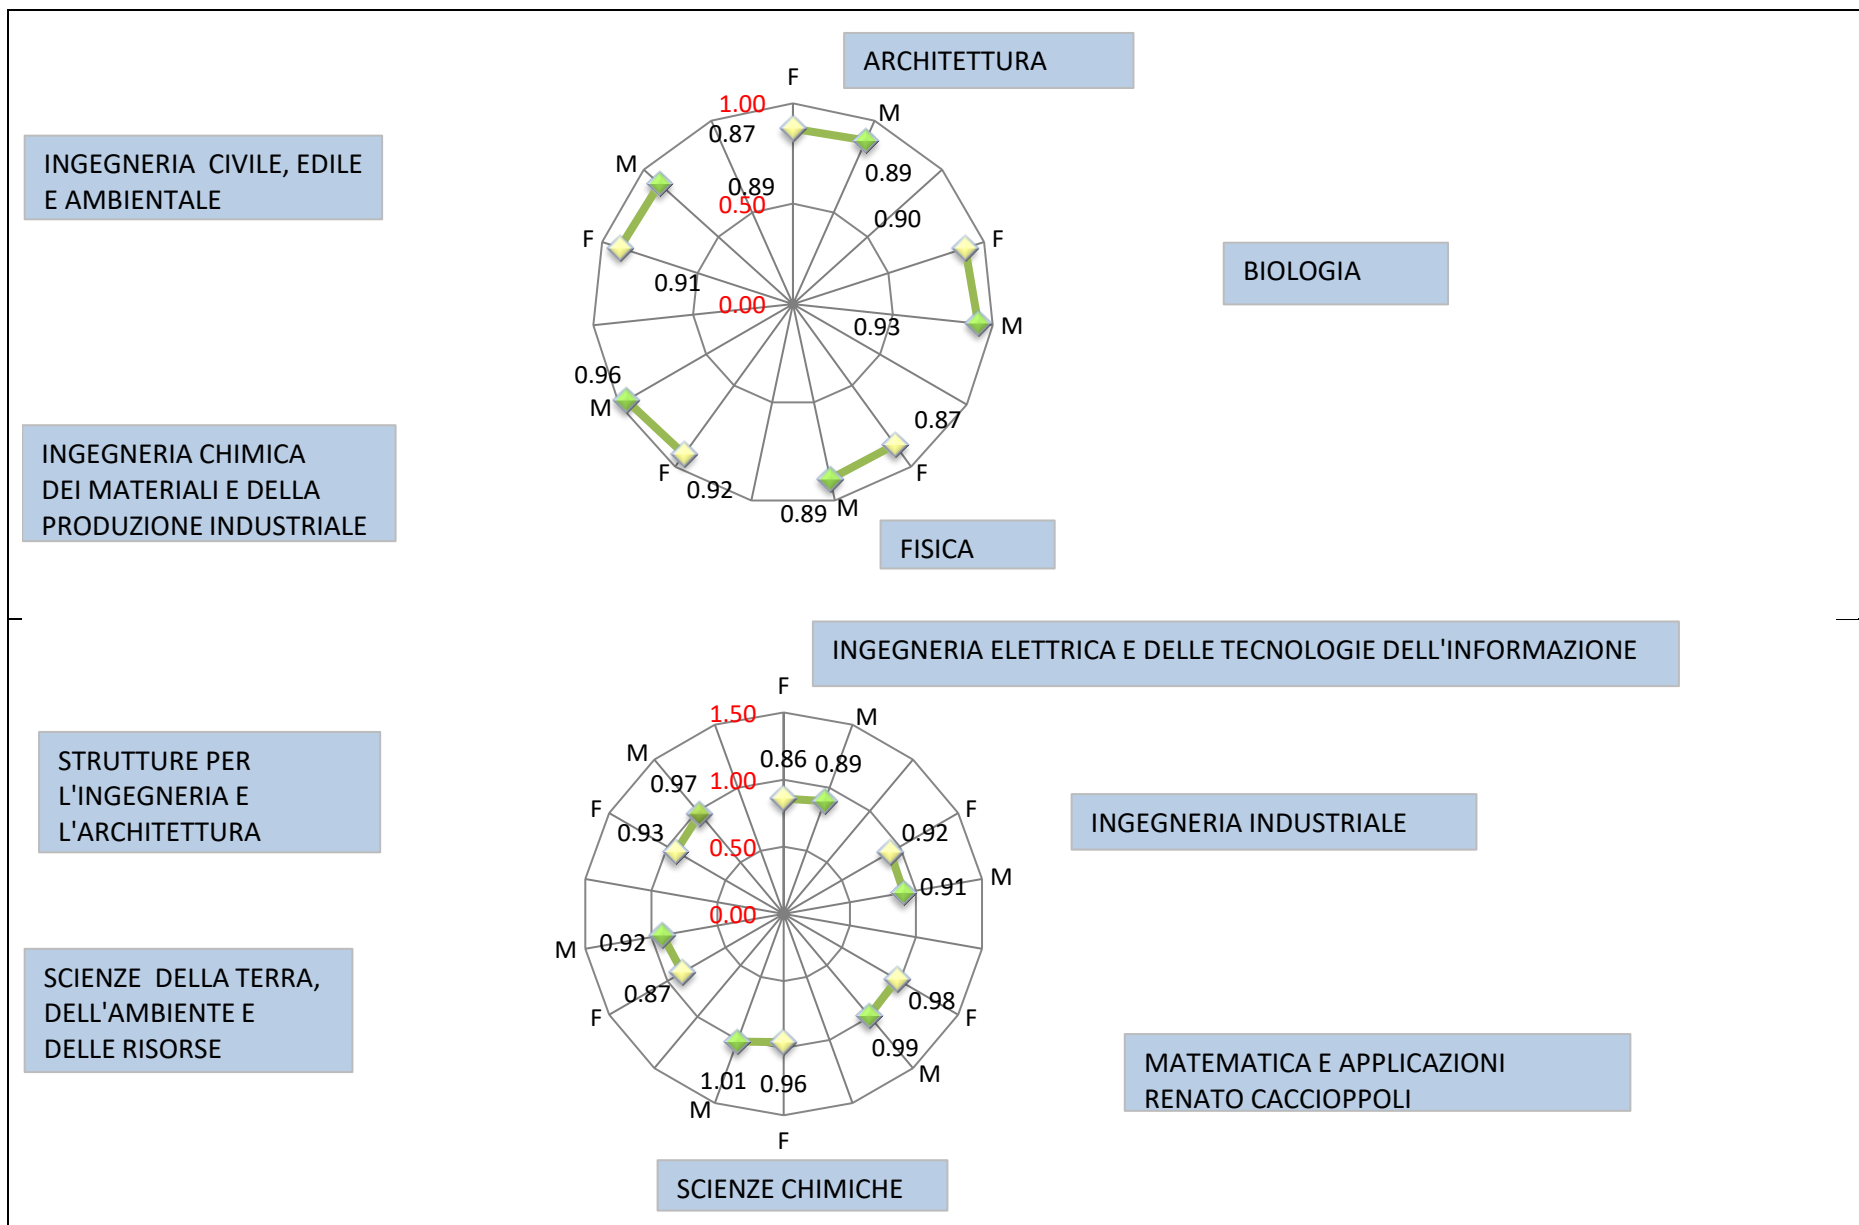 ARCHITETTURA
F
1.00
M
0.87
INGEGNERIA  CIVILE, EDILE
E AMBIENTALE
M
0.89
0.89
0.50
0.90
F
F
BIOLOGIA
0.91
0.00
0.93
M
0.96
M
0.87
INGEGNERIA CHIMICA
DEI MATERIALI E DELLA
PRODUZIONE INDUSTRIALE
F
F
0.92
0.89
M
FISICA
INGEGNERIA ELETTRICA E DELLE TECNOLOGIE DELL'INFORMAZIONE
F
1.50
M
STRUTTURE PER
L'INGEGNERIA E
L'ARCHITETTURA
M
0.86
0.89
0.97
1.00
F
F
INGEGNERIA INDUSTRIALE
0.93
0.50
0.92
M
0.91
0.00
M
0.92
SCIENZE  DELLA TERRA,
DELL'AMBIENTE E
DELLE RISORSE
0.87
0.98
F
F
0.99
MATEMATICA E APPLICAZIONI
RENATO CACCIOPPOLI
M
1.01
0.96
M
F
SCIENZE CHIMICHE